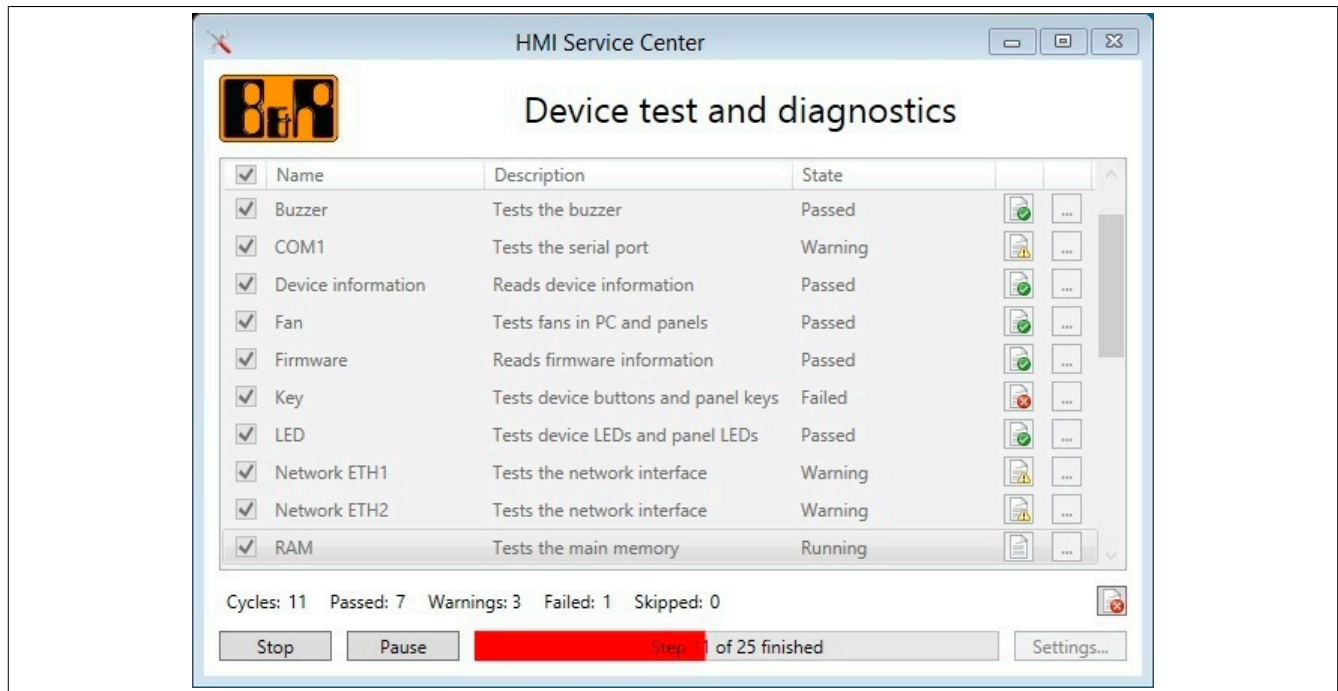 HMI Service Center
B&R
Device test and diagnostics
Name Description State
Buzzer Tests the buzzer Passed ...
COM1 Tests the serial port Warning ...
Device information Reads device information Passed ...
Fan Tests fans in PC and panels Passed ...
Firmware Reads firmware information Passed ...
Key Tests device buttons and panel keys Failed ...
LED Tests device LEDs and panel LEDs Passed ...
Network ETH1 Tests the network interface Warning ...
Network ETH2 Tests the network interface Warning ...
RAM Tests the main memory Running ...
Cycles: 11 Passed: 7 Warnings: 3 Failed: 1 Skipped: 0
Stop Pause Step 11 of 25 finished Settings...